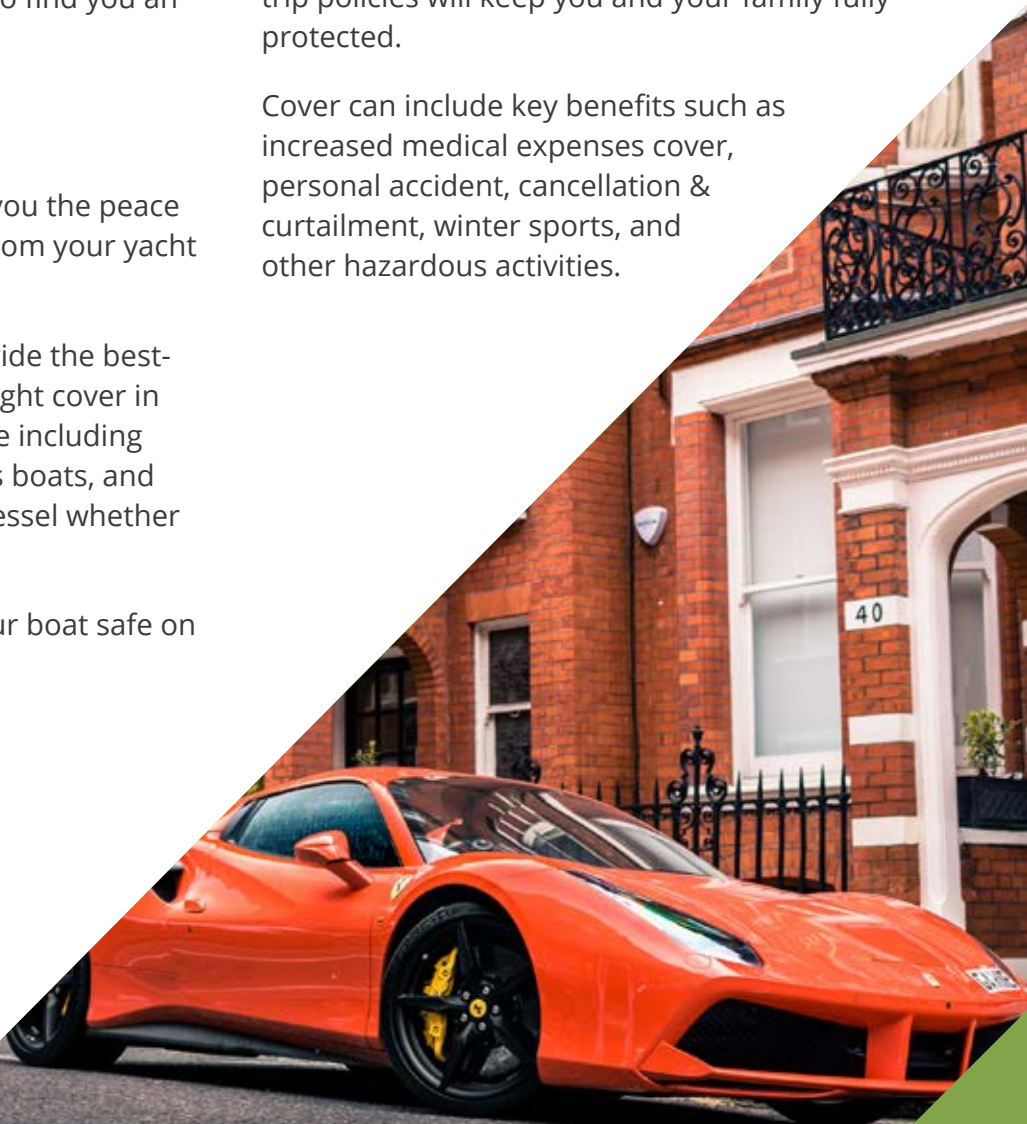 o find you an
you the peace
om your yacht
ide the best-
ght cover in
e including
s boats, and
essel whether
ur boat safe on
trip policies will keep you and your family fully
protected.
Cover can include key benefits such as
increased medical expenses cover,
personal accident, cancellation &
curtailment, winter sports, and
other hazardous activities.
40